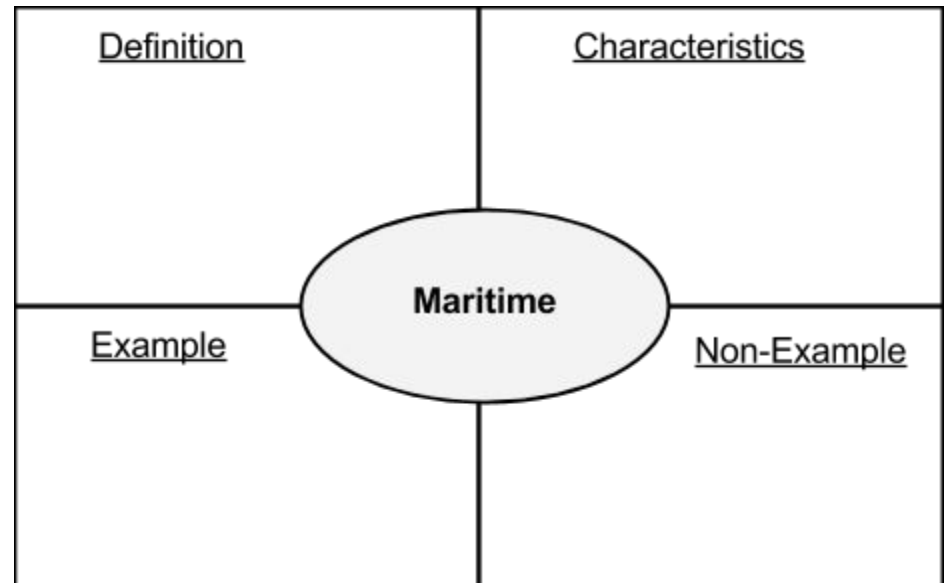 Definition
Characteristics
Maritime
Example
Non-Example